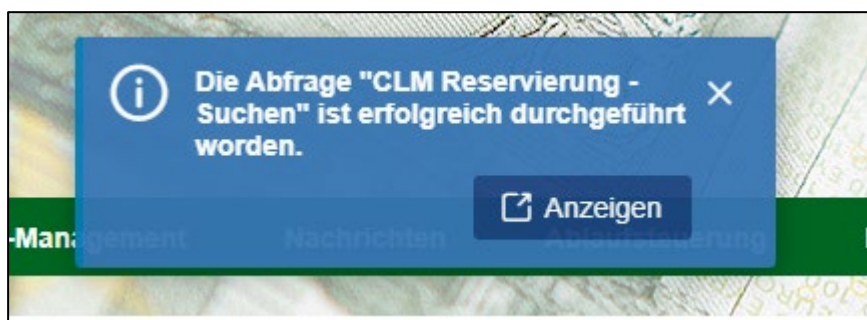 Die Abfrage "CLM Reservierung -
Suchen" ist erfolgreich durchgeführt
worden.
Anzeigen
-Management Nachrichten Ablaufsteuerung